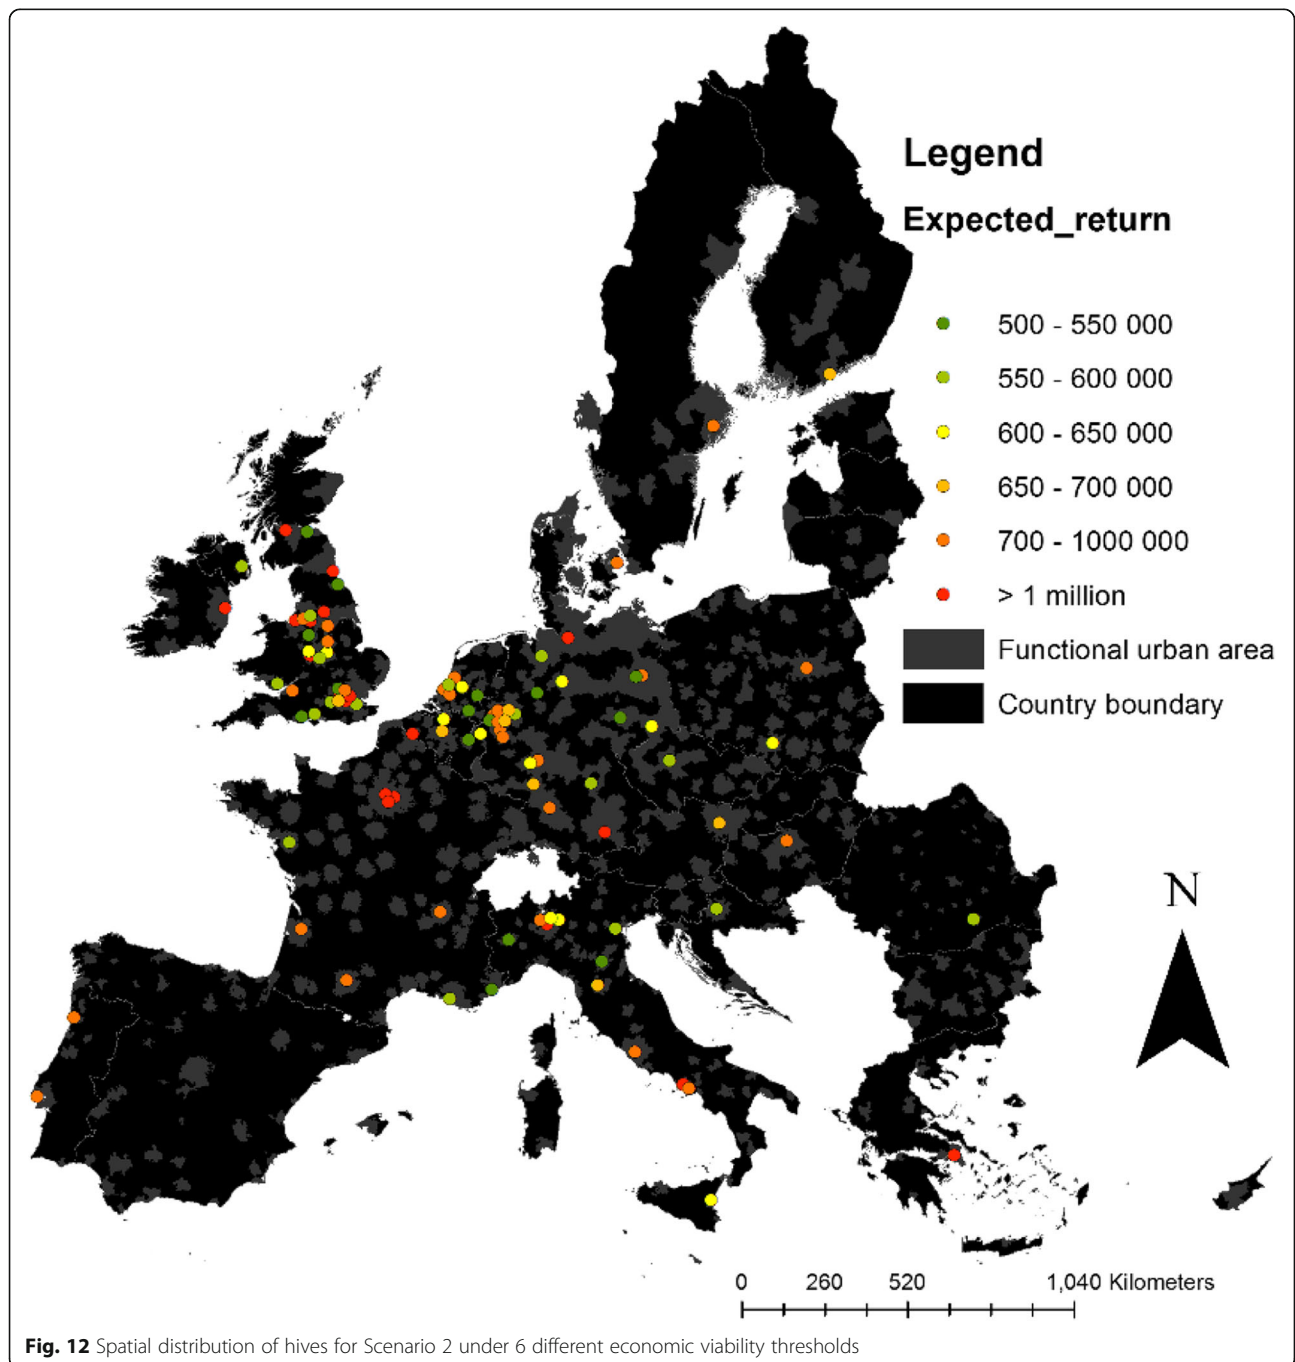 Legend
Expected_return
500 - 550 000
550 - 600 000
600 - 650 000
650 - 700 000
700 - 1000 000
> 1 million
Functional urban area
Country boundary
N
0 260 520 1,040 Kilometers
Fig. 12 Spatial distribution of hives for Scenario 2 under 6 different economic viability thresholds